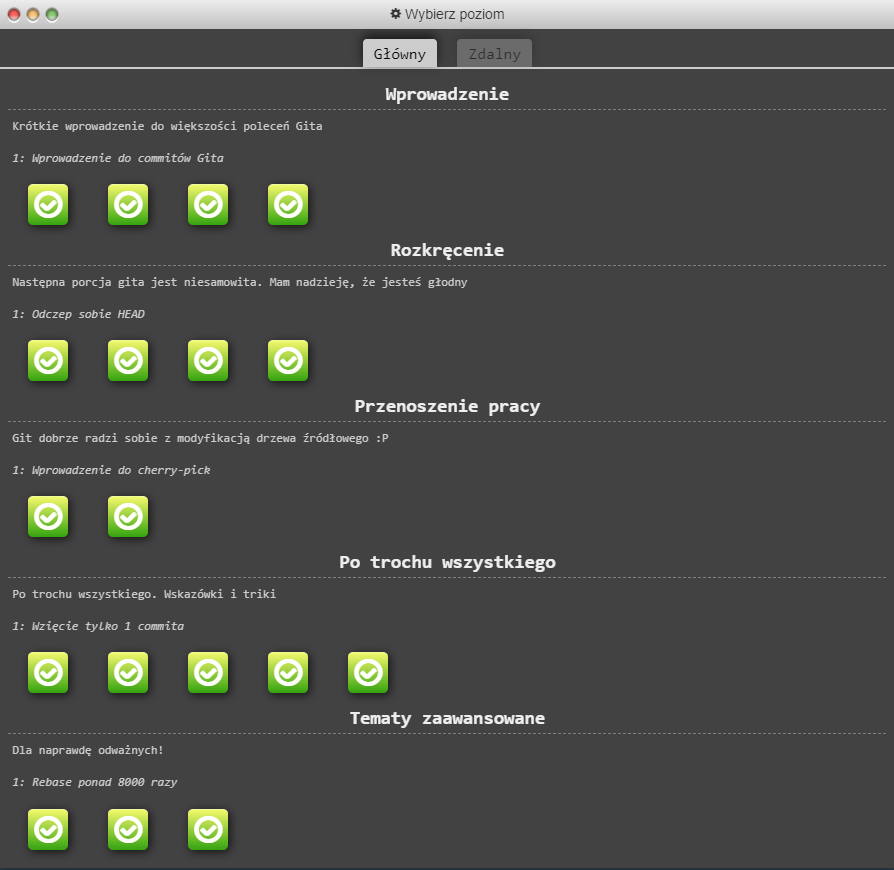 Wybierz poziom
Główny
Zdalny
Wprowadzenie
Krótkie wprowadzenie do większości poleceń Gita
1: Wprowadzenie do commitów Gita
Rozkręcenie
Następna porcja gita jest niesamowita. Mam nadzieję, że jesteś głodny
1: Odczep sobie HEAD
Przenoszenie pracy
Git dobrze radzi sobie z modyfikacją drzewa źródłowego :P
1: Wprowadzenie do cherry-pick
Po trochu wszystkiego
Po trochu wszystkiego. Wskazówki i triki
1: Wzięcie tylko 1 commita
Tematy zaawansowane
Dla naprawdę odważnych!
1: Rebase ponad 8000 razy